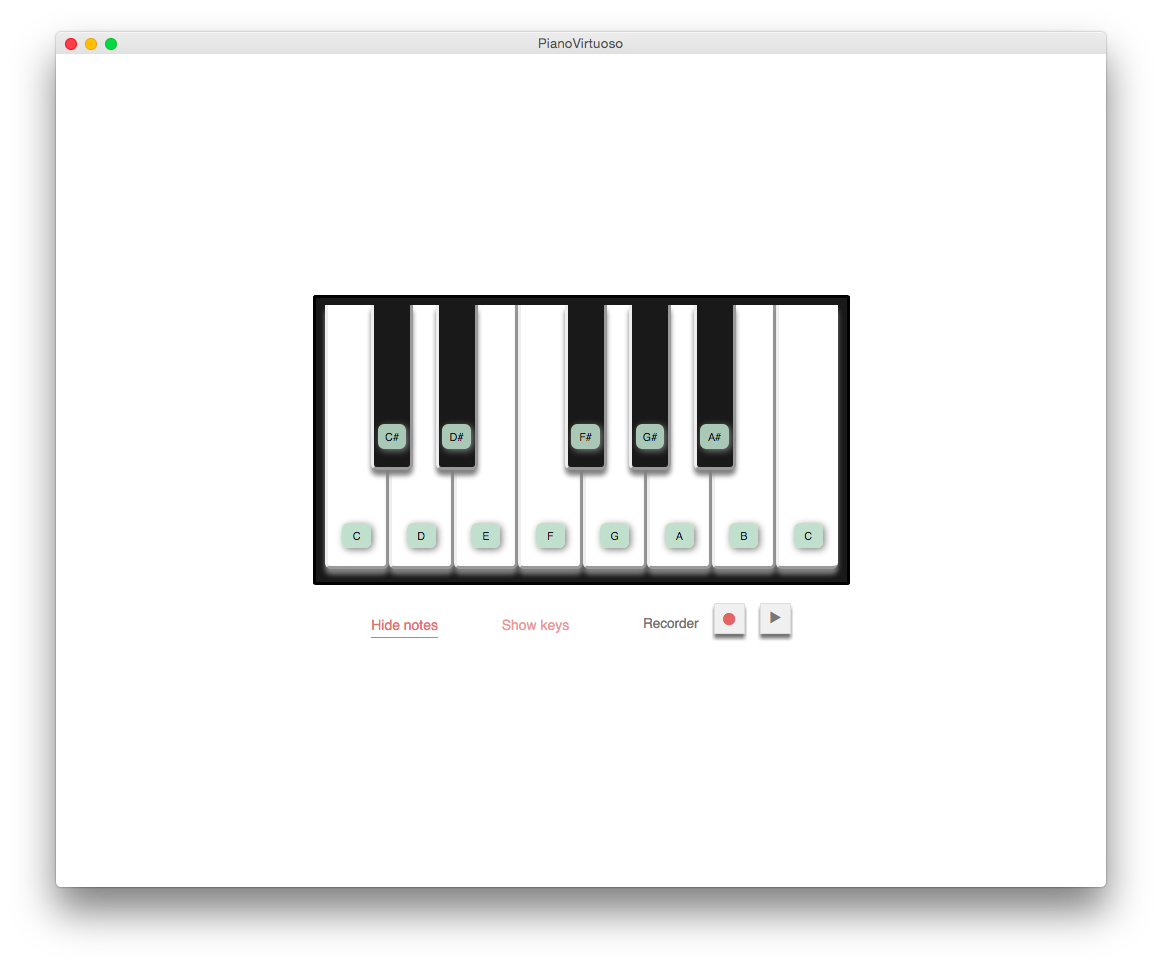 PianoVirtuoso
C# D# F# G# A#
C D E F G A B C
Hide notes Show keys Recorder